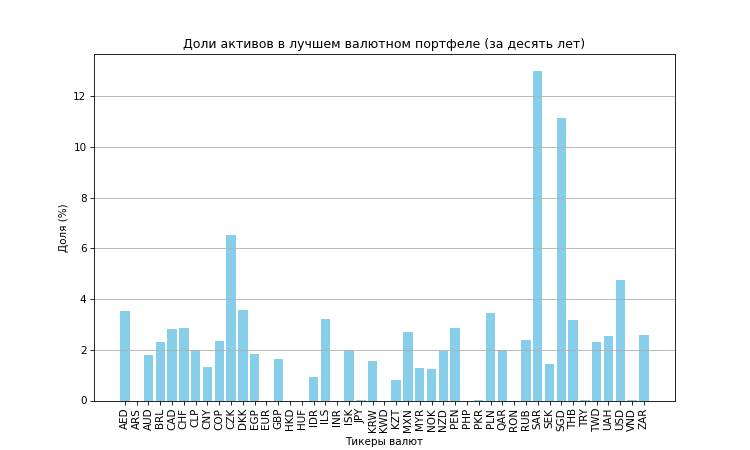 Доли активов в лучшем валютном портфеле (за десять лет)
Доля (%)
12
10
8
6
4
2
0
AED ARS AUD BRL CAD CHF CLP CNY COP CZK DKK EGP EUR GBP HKD HUF IDR ILS INR ISK JPY KRW KWD KZT MXN MYR NOK NZD PEN PHP PKR PLN QAR RON RUB SAR SEK SGD THB TRY TWD UAH USD VND ZAR
Тикеры валют